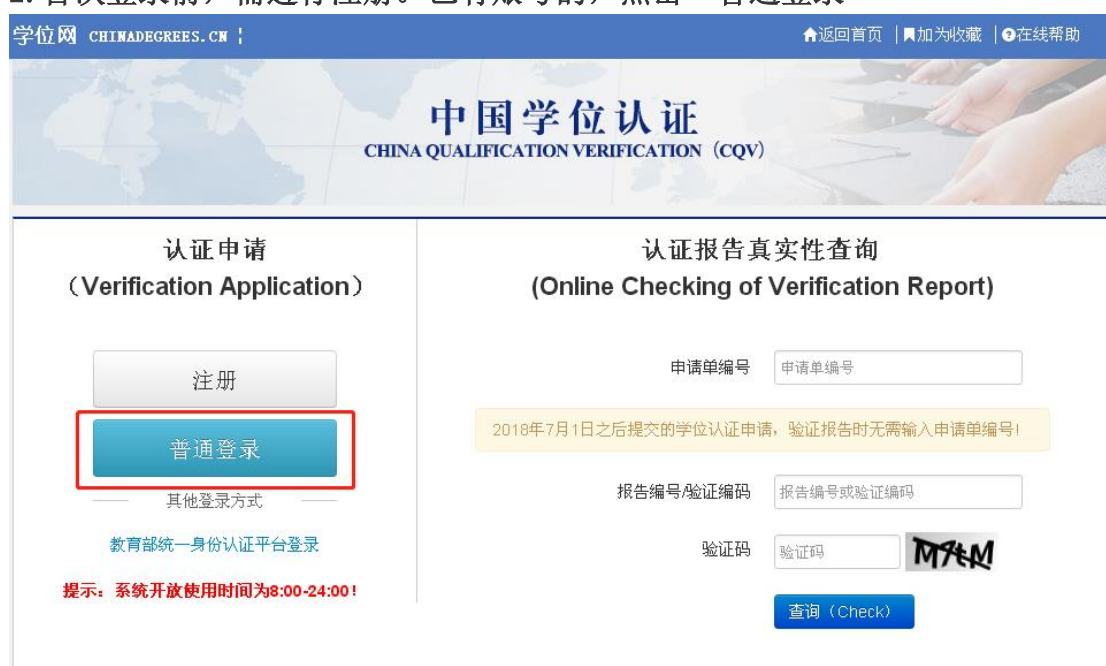 学位网 CHINADEGREES.CN ¦
返回首页 | 加为收藏 | 在线帮助
中国学位认证
CHINA QUALIFICATION VERIFICATION（CQV）
认证申请
（Verification Application）
注册
普通登录
其他登录方式
教育部统一身份认证平台登录
提示：系统开放使用时间为8:00-24:00！
认证报告真实性查询
(Online Checking of Verification Report)
申请单编号 申请单编号
2018年7月1日之后提交的学位认证申请，验证报告时无需输入申请单编号！
报告编号/验证编码 报告编号或验证编码
验证码 验证码
查询（Check）